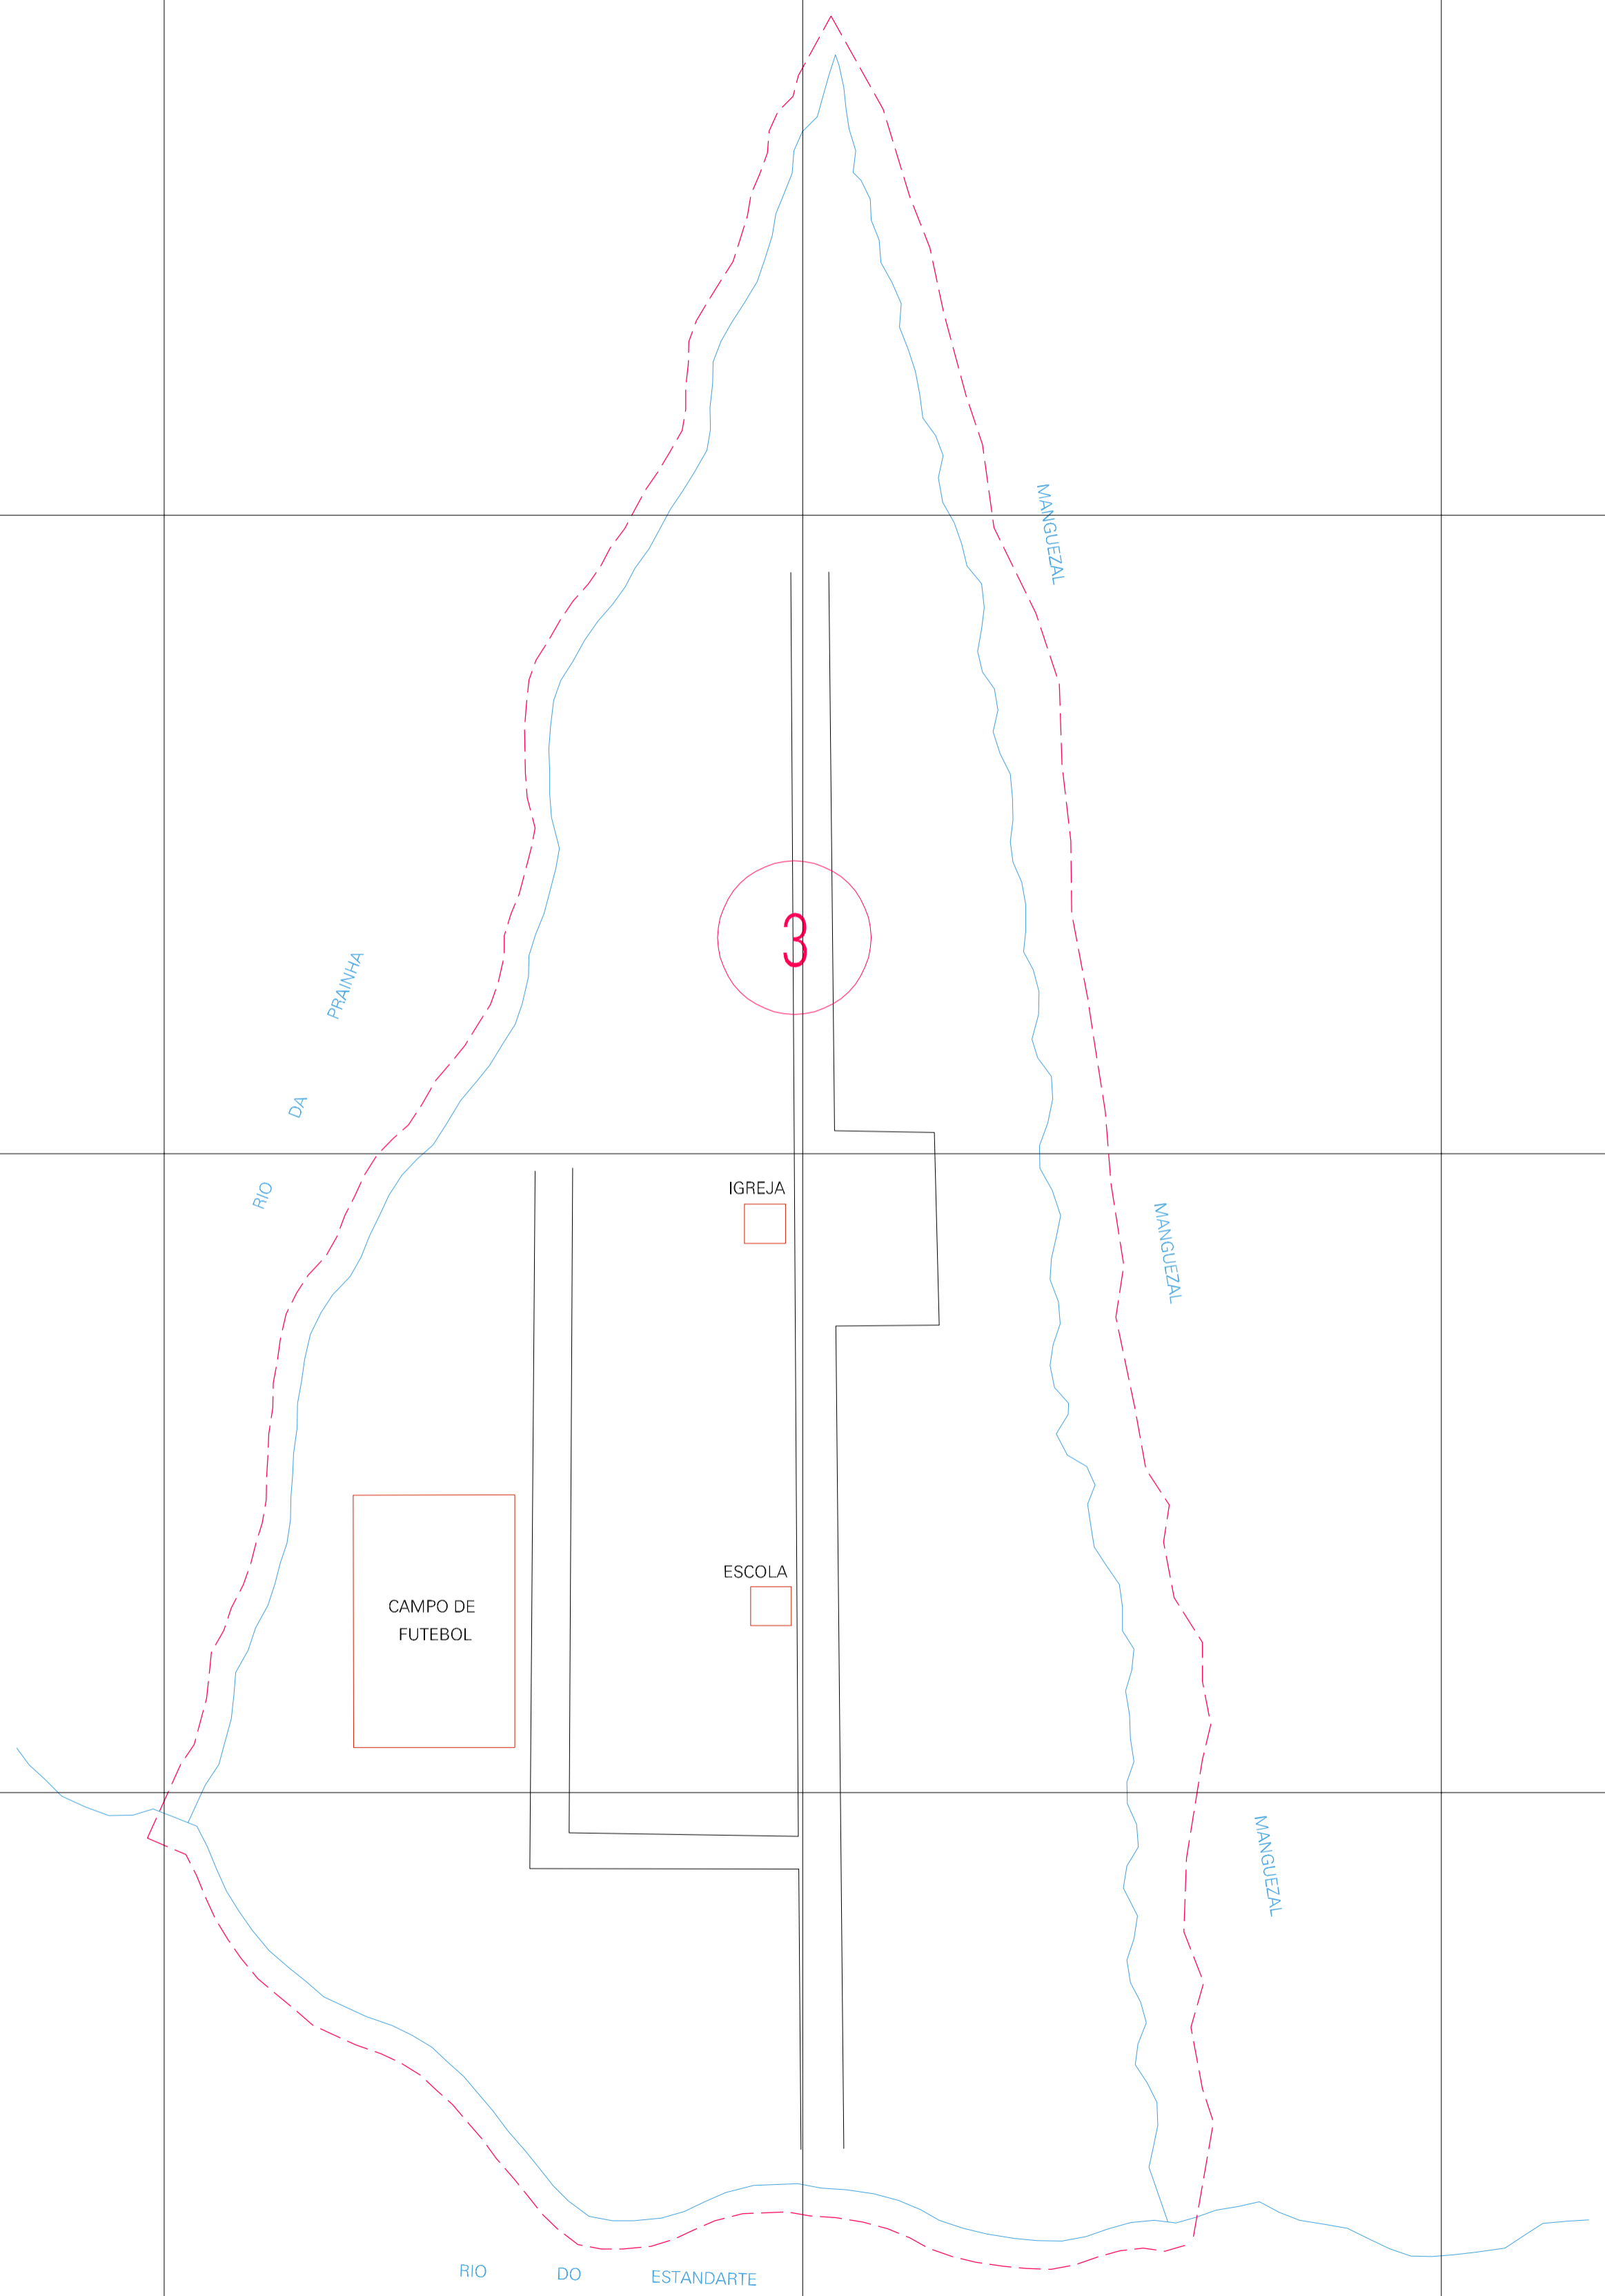 MANGUEZAL
3
RIO DA PRAINHA
IGREJA
MANGUEZAL
ESCOLA
CAMPO DE
FUTEBOL
MANGUEZAL
RIO DO ESTANDARTE